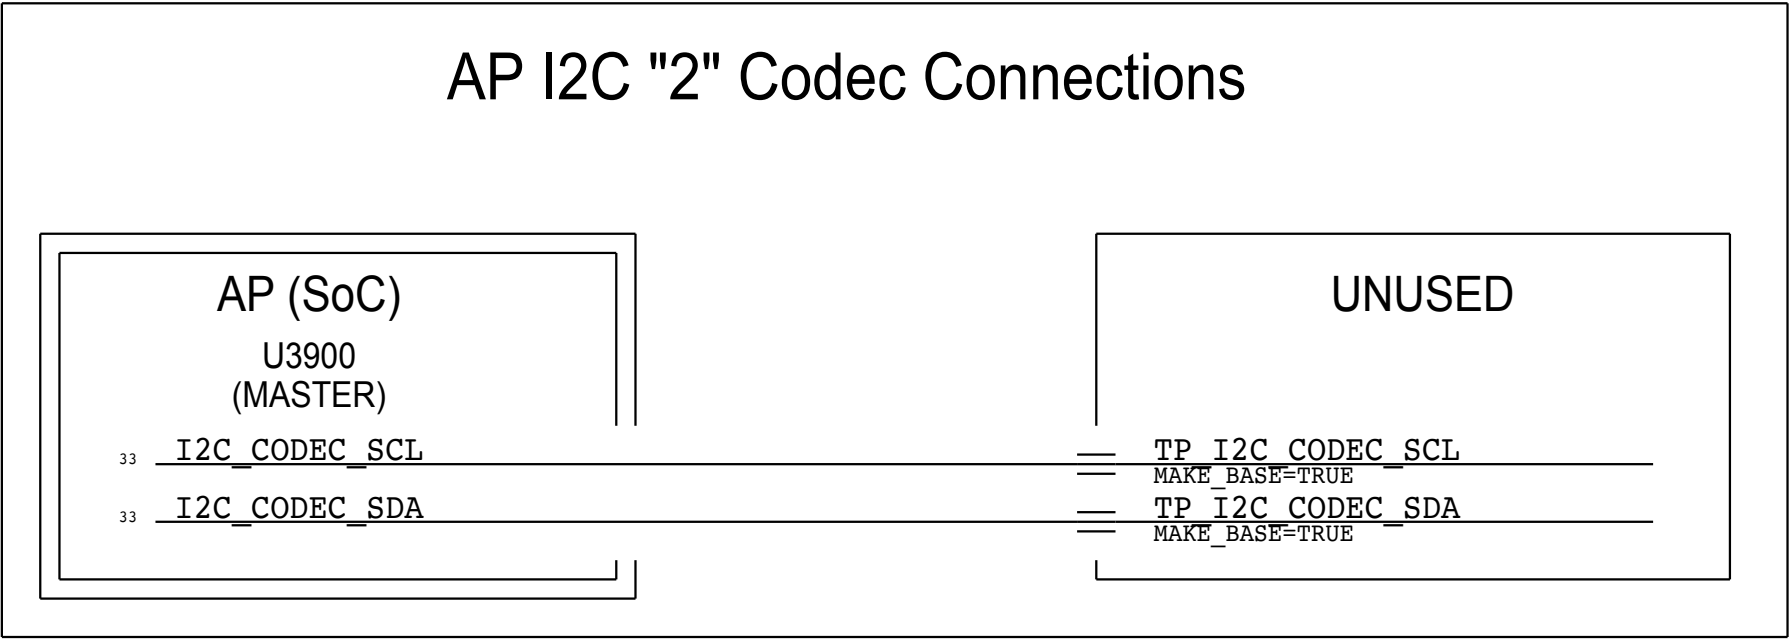 AP I2C "2" Codec Connections
AP (SoC)
U3900
(MASTER)
33 I2C_CODEC_SCL
33 I2C_CODEC_SDA
UNUSED
TP_I2C_CODEC_SCL
MAKE_BASE=TRUE
TP_I2C_CODEC_SDA
MAKE_BASE=TRUE